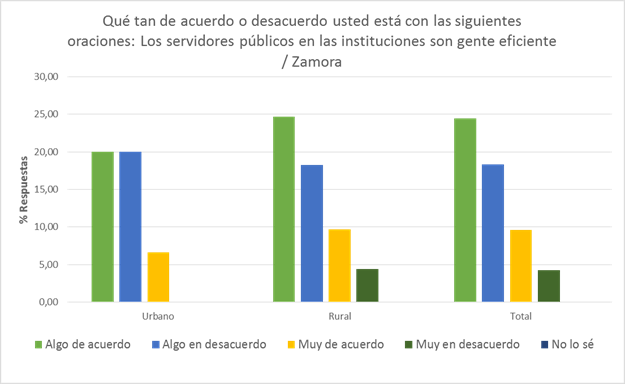 Qué tan de acuerdo o desacuerdo usted está con las siguientes
oraciones: Los servidores públicos en las instituciones son gente eficiente
/ Zamora
30,00
25,00
20,00
15,00
10,00
5,00
0,00
% Respuestas
Urbano Rural Total
Algo de acuerdo Algo en desacuerdo Muy de acuerdo Muy en desacuerdo No lo sé